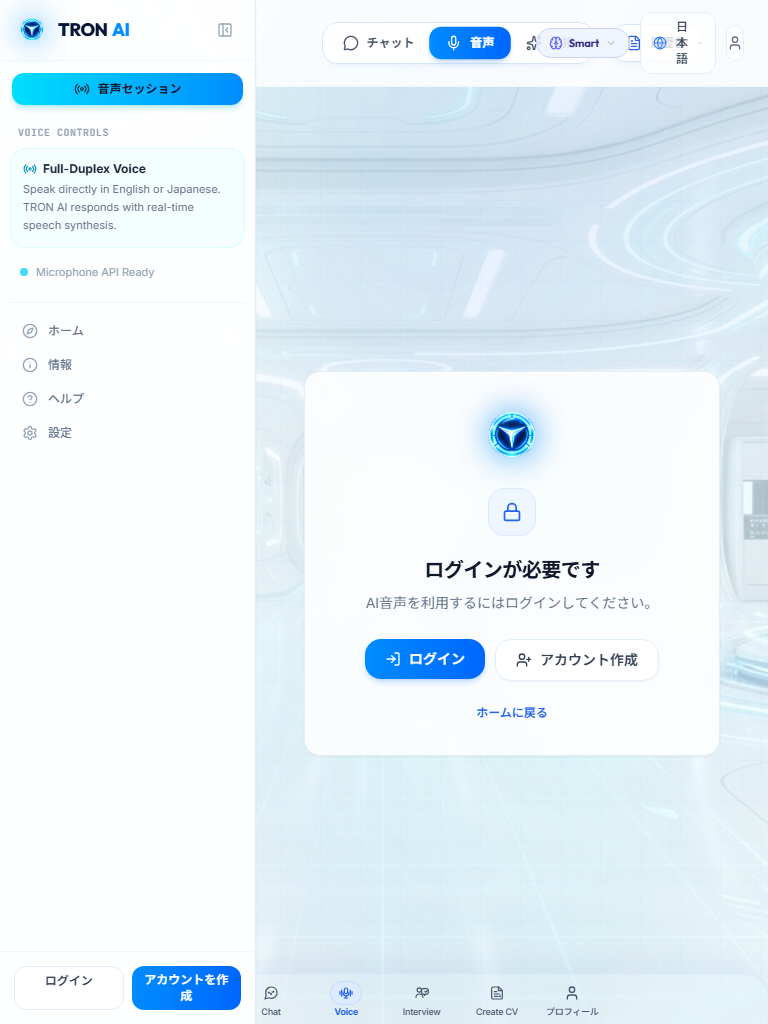 TRON AI
音声セッション
VOICE CONTROLS
Full-Duplex Voice
Speak directly in English or Japanese.
TRON AI responds with real-time
speech synthesis.
Microphone API Ready
ホーム
情報
ヘルプ
設定
ログイン
アカウントを作
成
チャット
音声
Smart
日
本
語
ログインが必要です
AI音声を利用するにはログインしてください。
ログイン
アカウント作成
ホームに戻る
Chat
Voice
Interview
Create CV
プロフィール